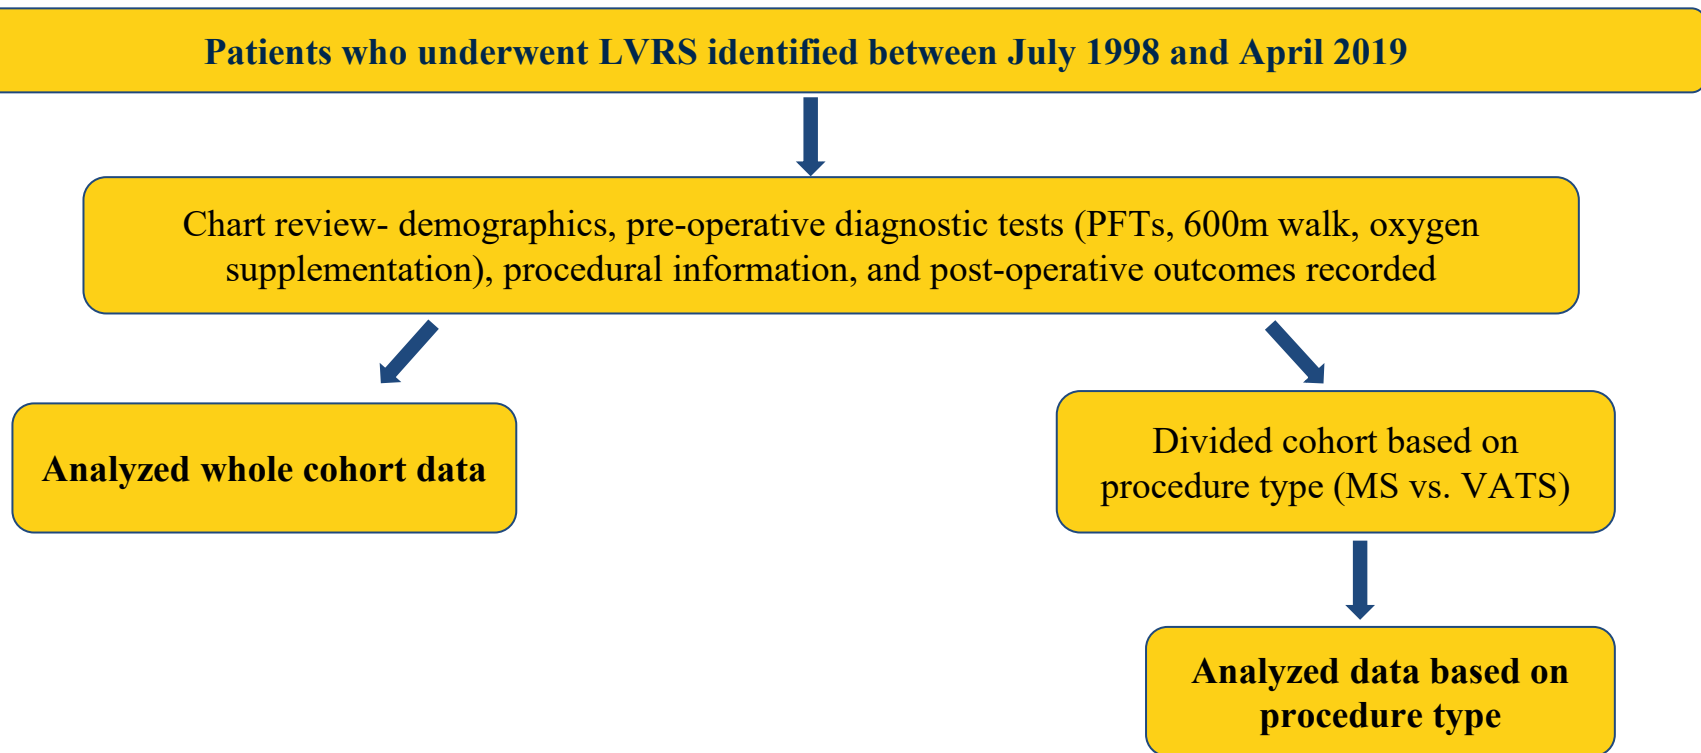 Patients who underwent LVRS identified between July 1998 and April 2019
Chart review- demographics, pre-operative diagnostic tests (PFTs, 600m walk, oxygen
supplementation), procedural information, and post-operative outcomes recorded
Analyzed whole cohort data
Divided cohort based on
procedure type (MS vs. VATS)
Analyzed data based on
procedure type